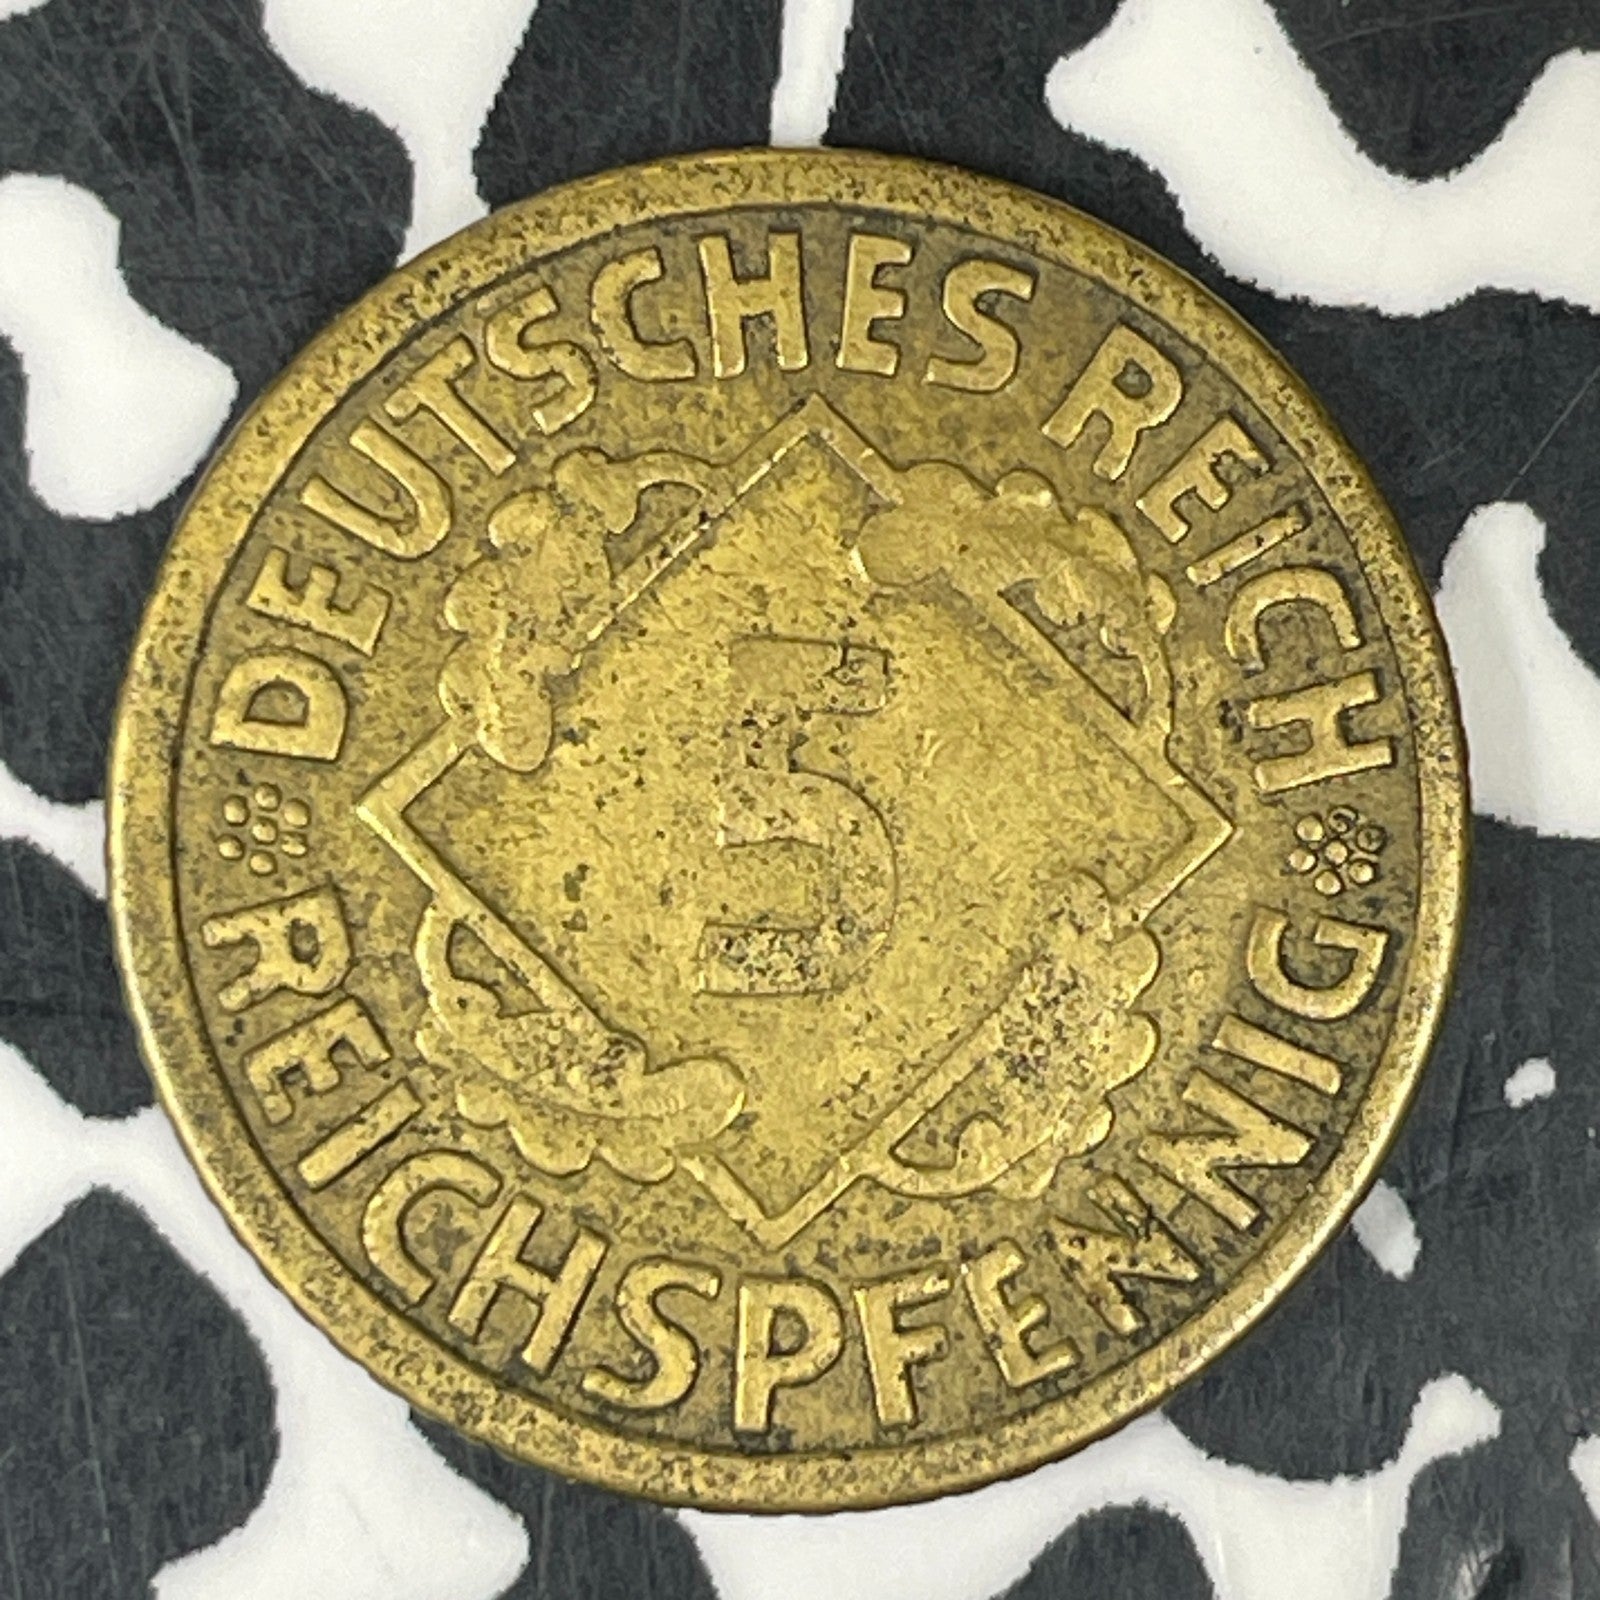 DEUTSCHES REICH
5
REICHSPFENNIG